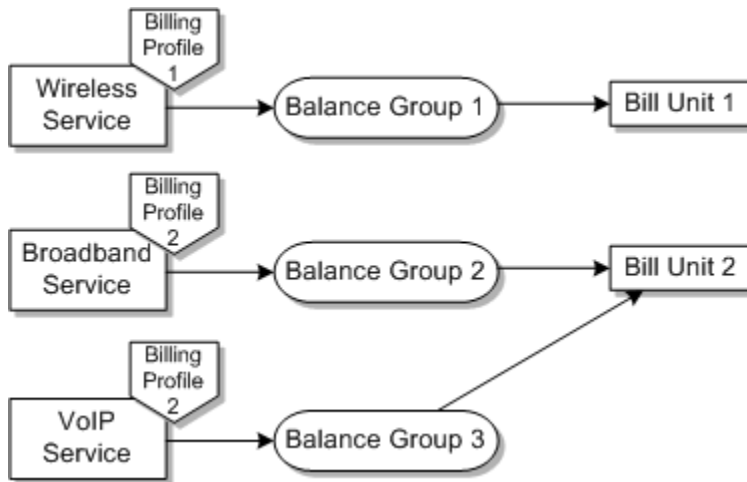 Billing
Profile
1
Wireless
Service
Balance Group 1
Bill Unit 1
Billing
Profile
2
Broadband
Service
Balance Group 2
Bill Unit 2
Billing
Profile
2
VoIP
Service
Balance Group 3